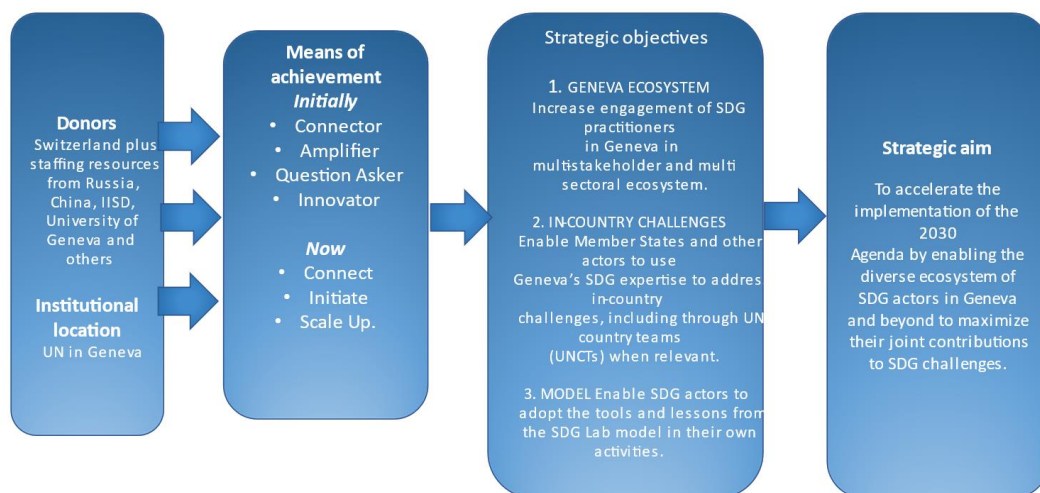 Donors
Switzerland plus
staffing resources
from Russia,
China, IISD,
University of
Geneva and
others
Institutional
location
UN in Geneva
Means of
achievement
Initially
• Connector
• Amplifier
• Question Asker
• Innovator
Now
• Connect
• Initiate
• Scale Up.
Strategic objectives
1. GENEVA ECOSYSTEM
Increase engagement of SDG
practitioners
in Geneva in
multistakeholder and multi
sectoral ecosystem.
2. IN-COUNTRY CHALLENGES
Enable Member States and other
actors to use
Geneva's SDG expertise to address
in-country
challenges, including through UN
country teams
(UNCTs) when relevant.
3. MODEL Enable SDG actors to
adopt the tools and lessons from
the SDG Lab model in their own
activities.
Strategic aim
To accelerate the
implementation of the
2030
Agenda by enabling the
diverse ecosystem of
SDG actors in Geneva
and beyond to maximize
their joint contributions
to SDG challenges.